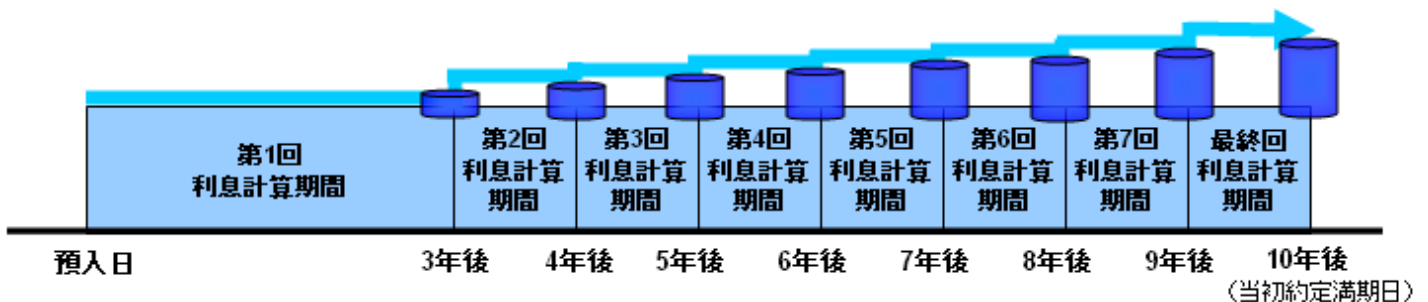 第1回
利息計算期間
第2回
利息計算
期間
第3回
利息計算
期間
第4回
利息計算
期間
第5回
利息計算
期間
第6回
利息計算
期間
第7回
利息計算
期間
最終回
利息計算
期間
預入日
3年後
4年後
5年後
6年後
7年後
8年後
9年後
10年後
(当初約定満期日)